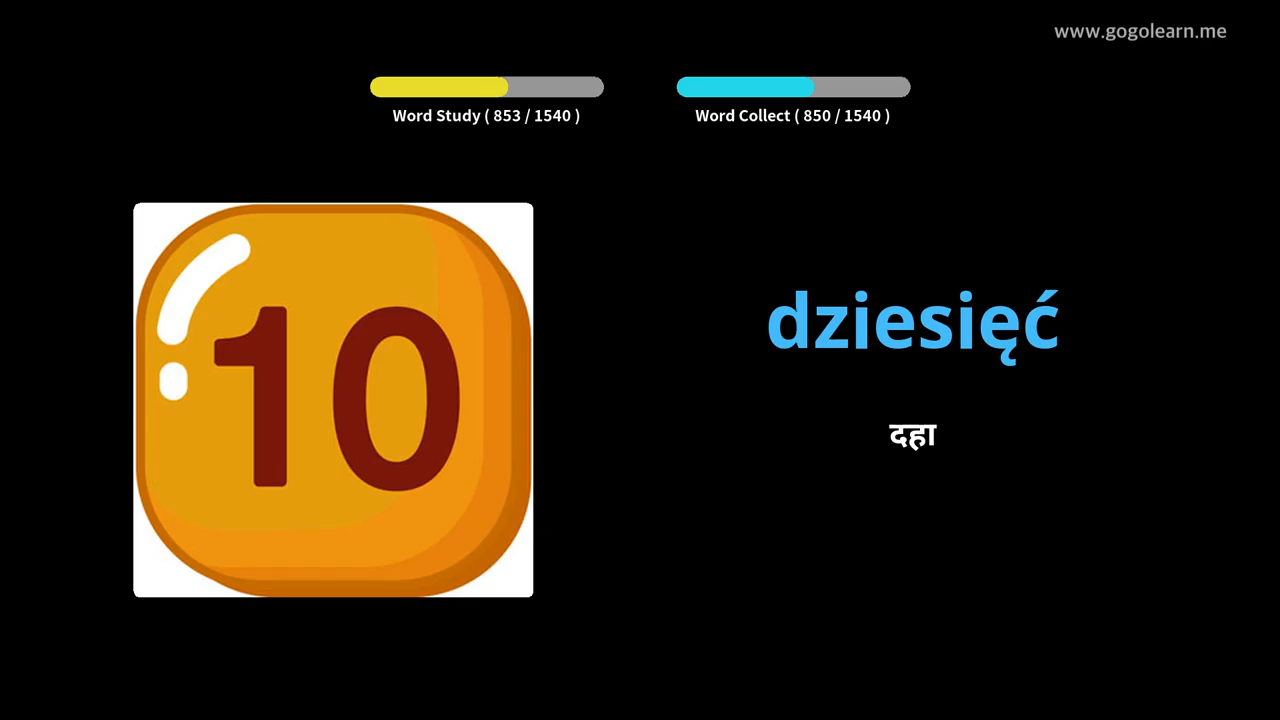 www.gogolearn.me
Word Study ( 853 / 1540 )
Word Collect ( 850 / 1540 )
10
dziesięć
दहा